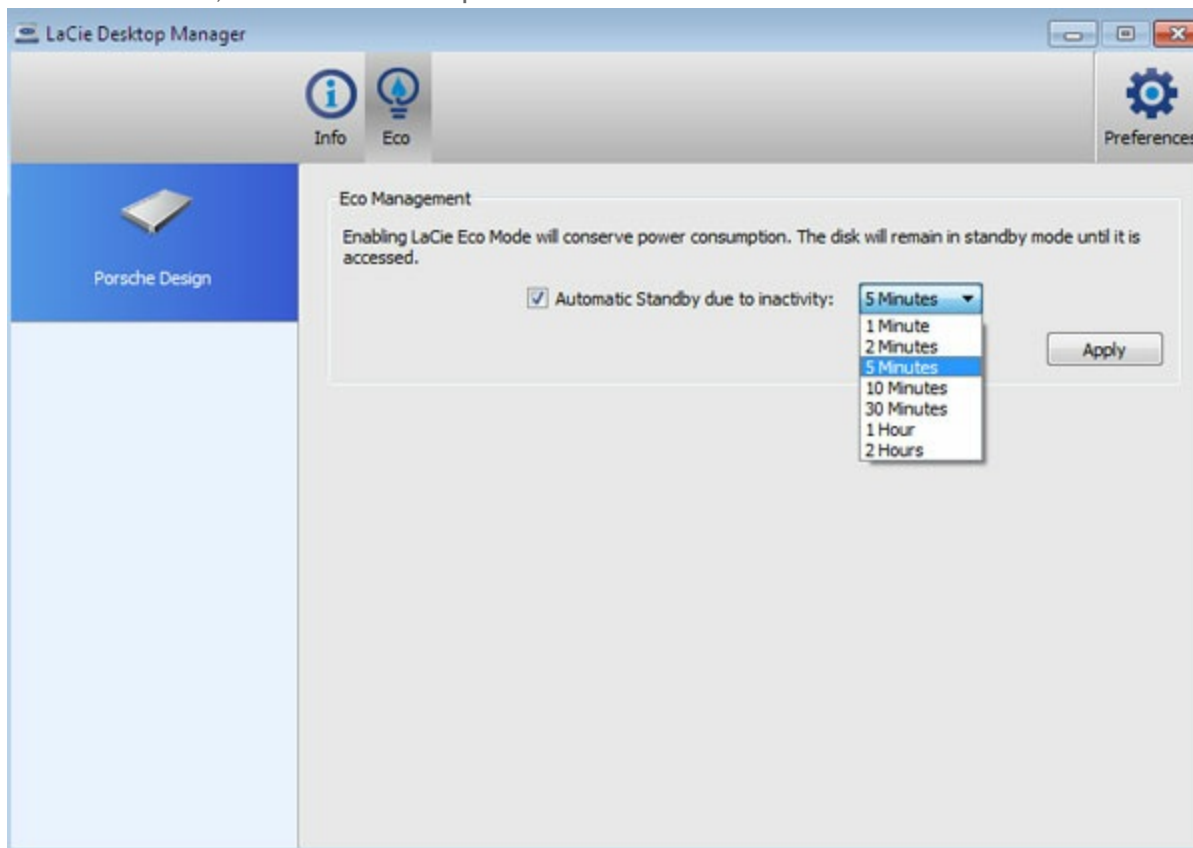 LaCie Desktop Manager
Info
Eco
Preferences
Porsche Design
Eco Management
Enabling LaCie Eco Mode will conserve power consumption. The disk will remain in standby mode until it is
accessed.
Automatic Standby due to inactivity:
5 Minutes
1 Minute
2 Minutes
5 Minutes
10 Minutes
30 Minutes
1 Hour
2 Hours
Apply